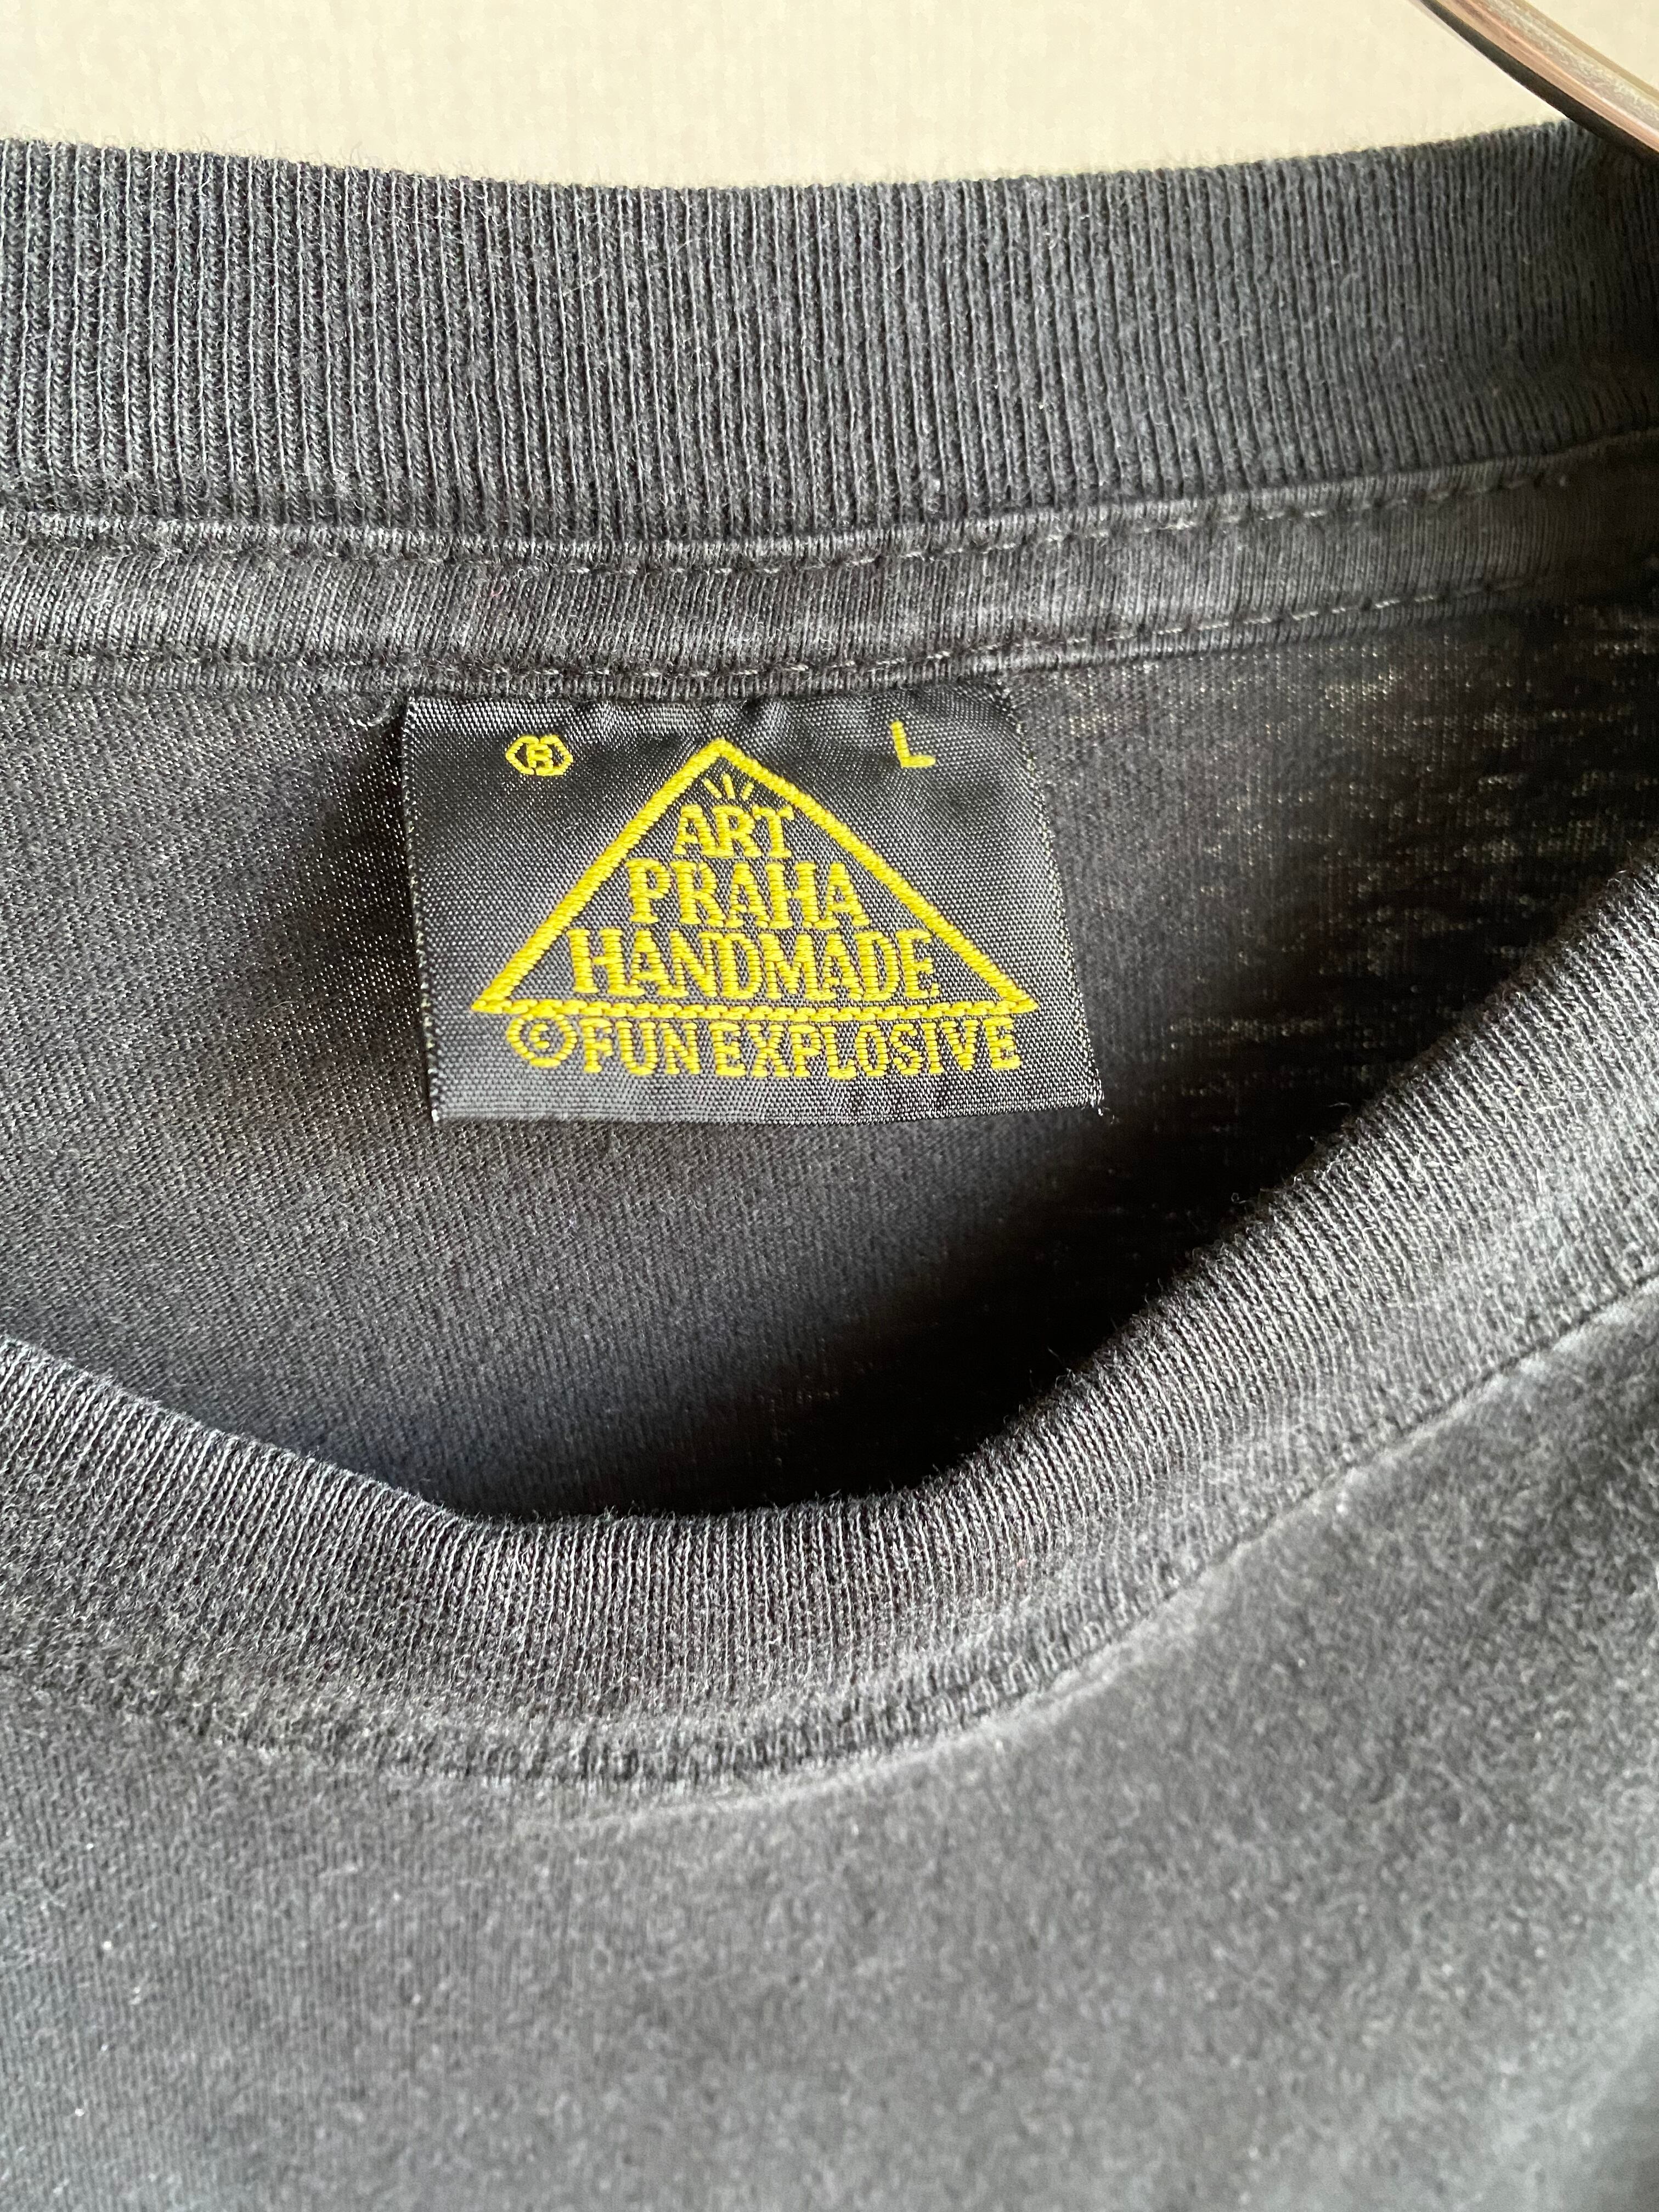 ® L
ART
PRAHA
HANDMADE
© FUN EXPLOSIVE